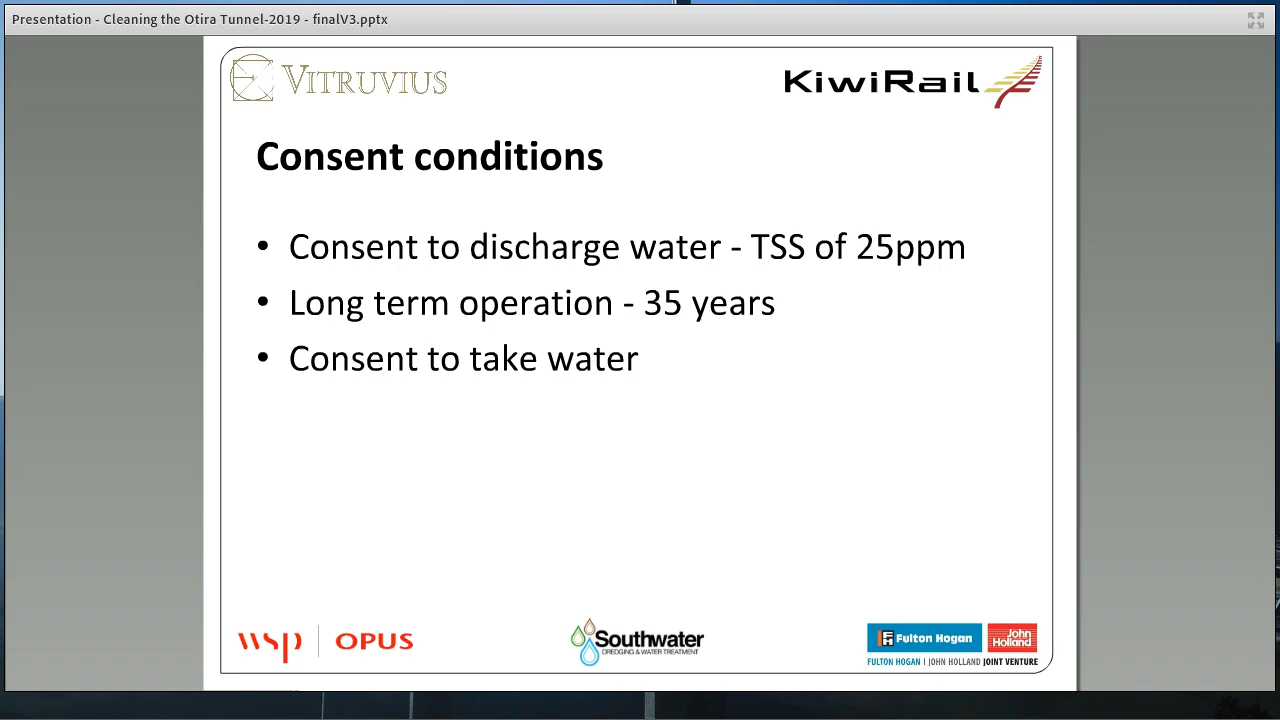 Presentation - Cleaning the Otira Tunnel-2019 - finalV3.pptx
VITRUVIUS
KiwiRail
Consent conditions
• Consent to discharge water - TSS of 25ppm
• Long term operation - 35 years
• Consent to take water
wsp | OPUS
Southwater
DREDGING & WATER TREATMENT
Fulton Hogan
John Holland
FULTON HOGAN | JOHN HOLLAND JOINT VENTURE